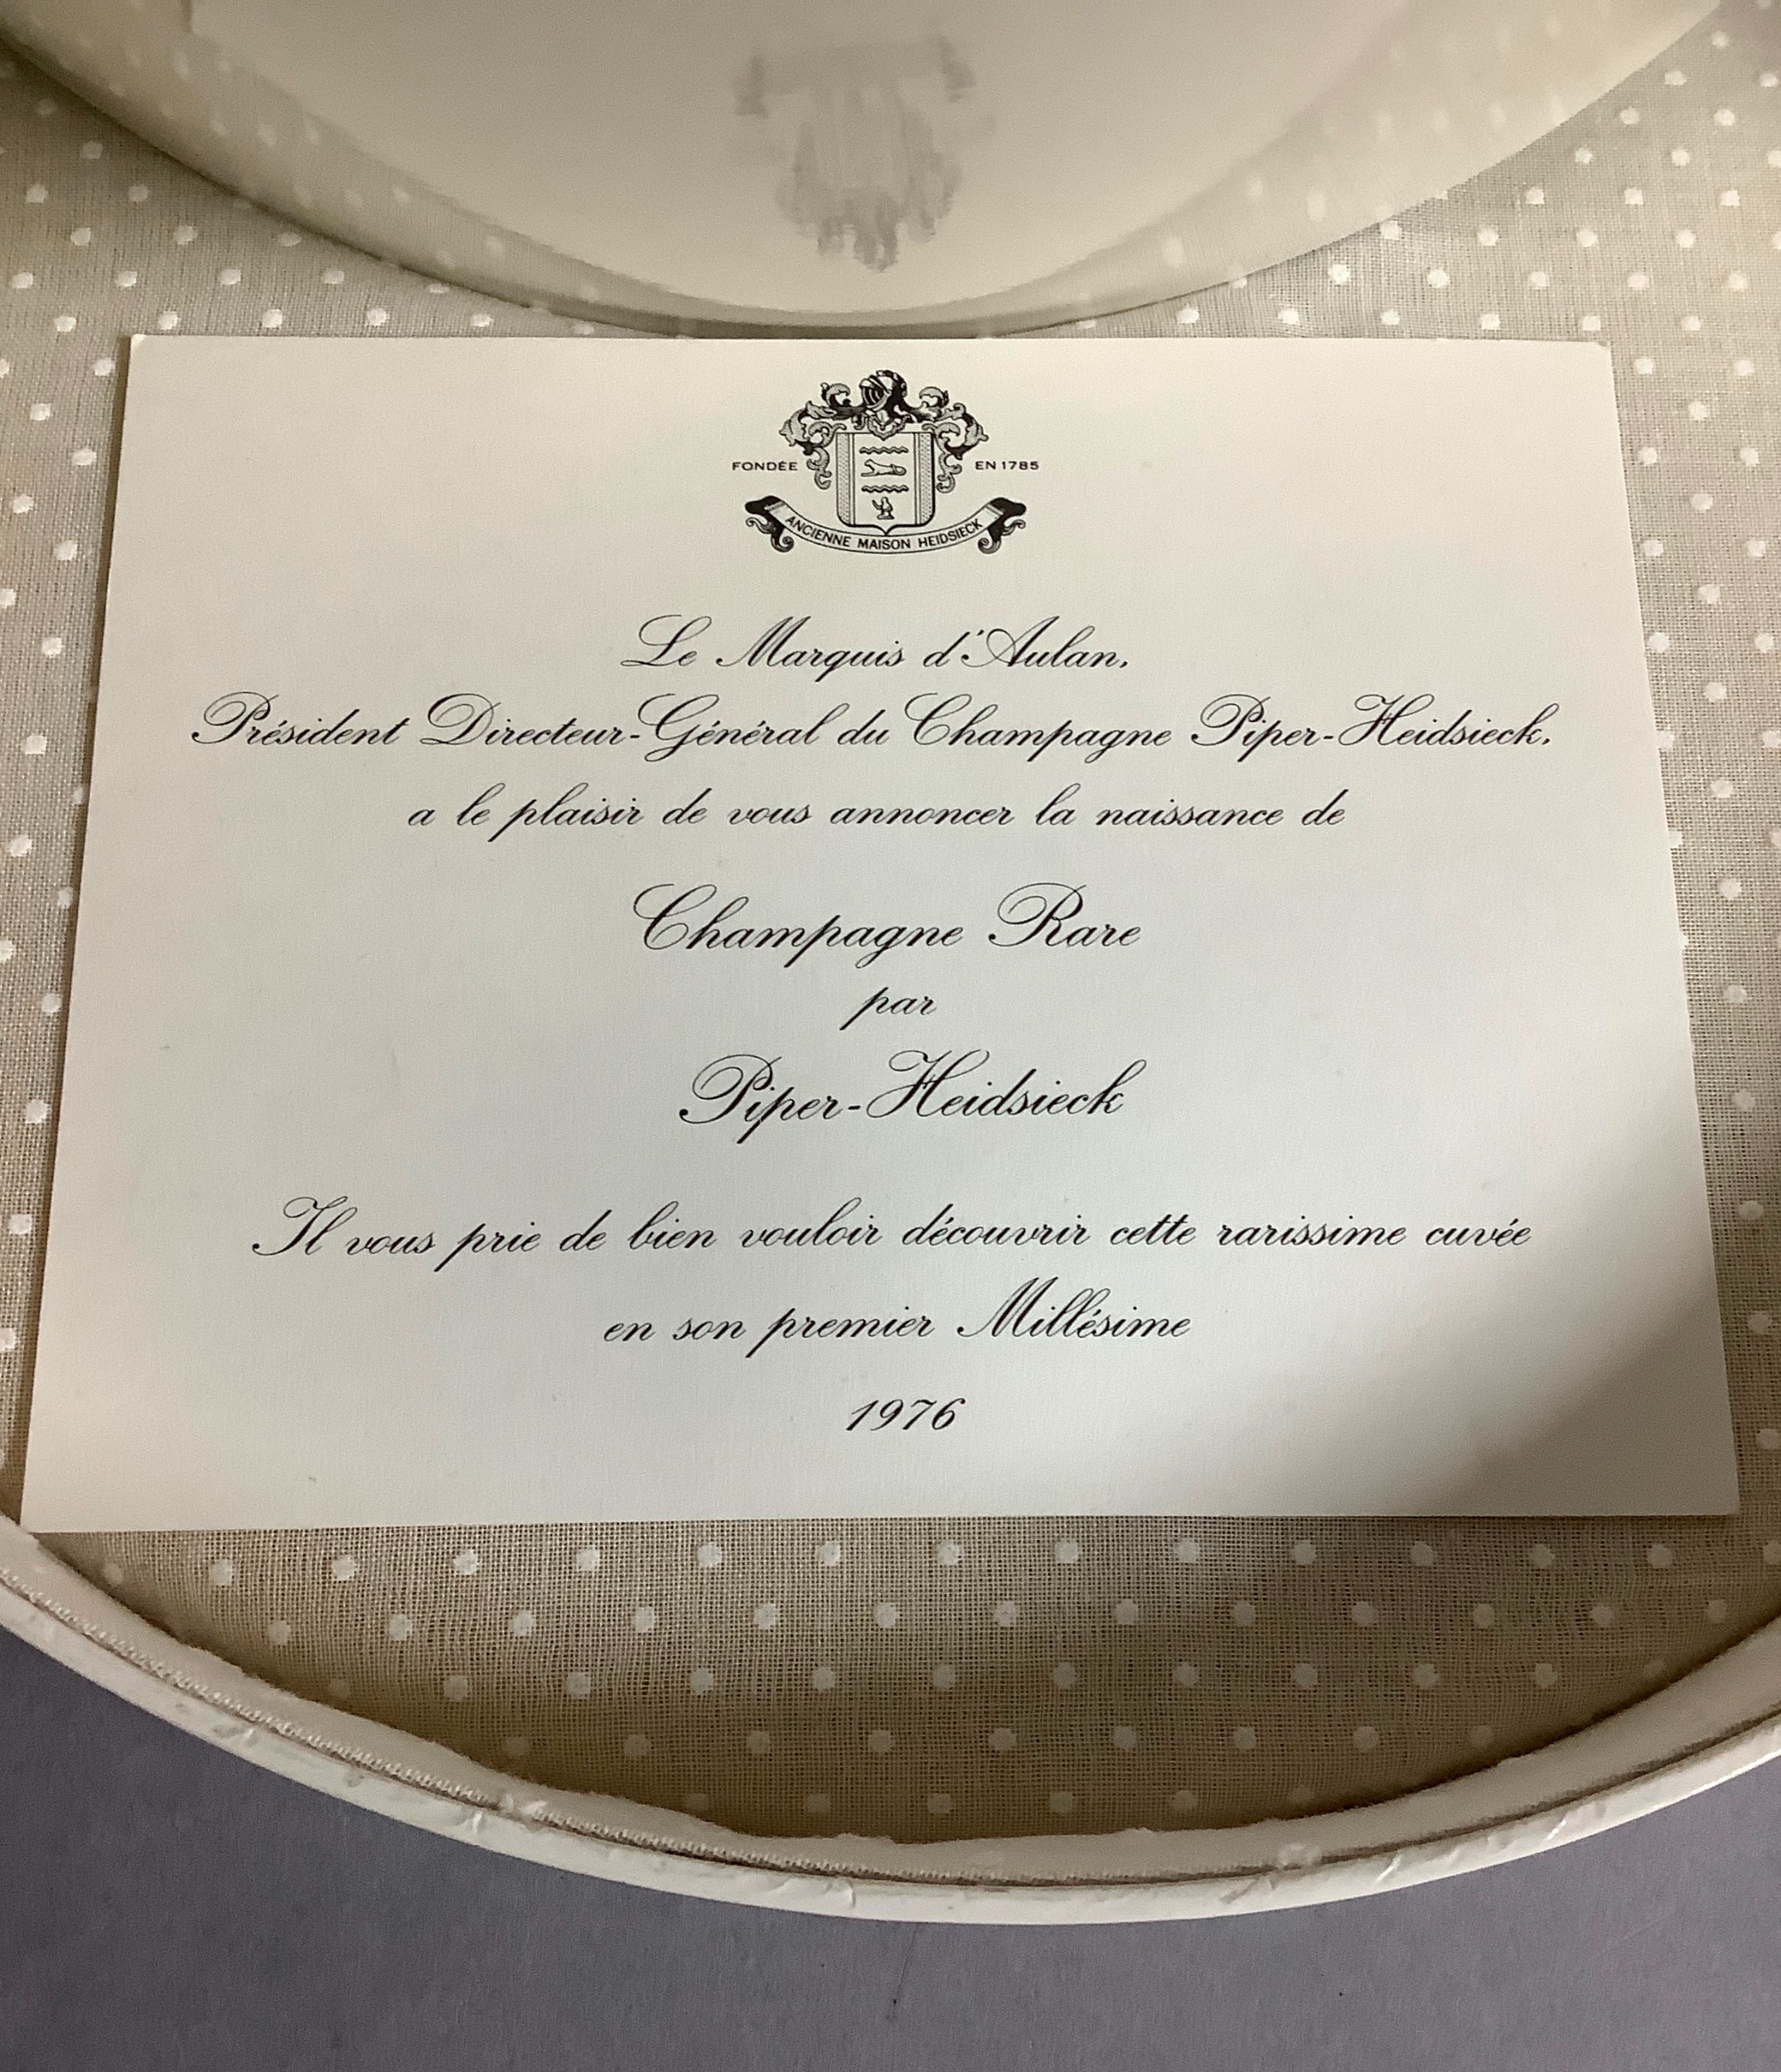 FONDÉE EN 1785
ANCIENNE MAISON HEIDSIECK
Le Marquis d'Aulan,
Président Directeur-Général du Champagne Piper-Heidsieck,
a le plaisir de vous annoncer la naissance de
Champagne Rare
par
Piper-Heidsieck
Il vous prie de bien vouloir découvrir cette rarissime cuvée
en son premier Millésime
1976